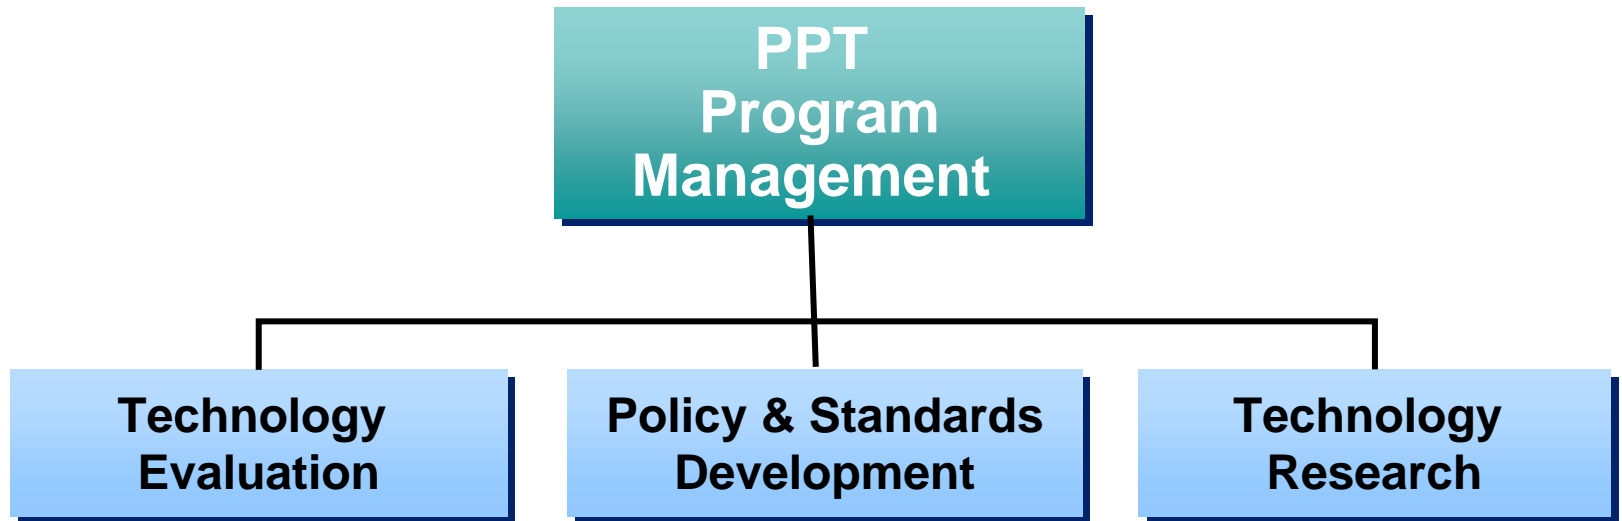 PPT
Program
Management
Technology
Evaluation
Policy & Standards
Development
Technology
Research